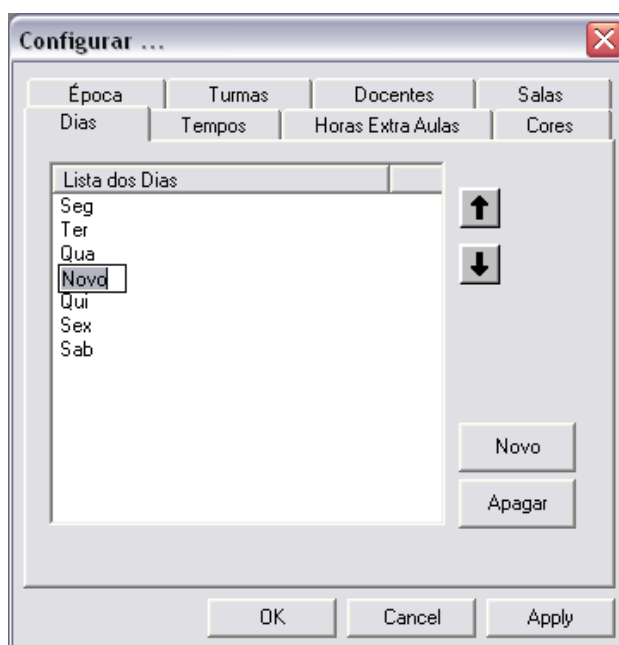 Configurar ...
Época Turmas Docentes Salas
Dias Tempos Horas Extra Aulas Cores
Lista dos Dias
Seg
Ter
Qua
Novo
Qui
Sex
Sab
Novo
Apagar
OK Cancel Apply